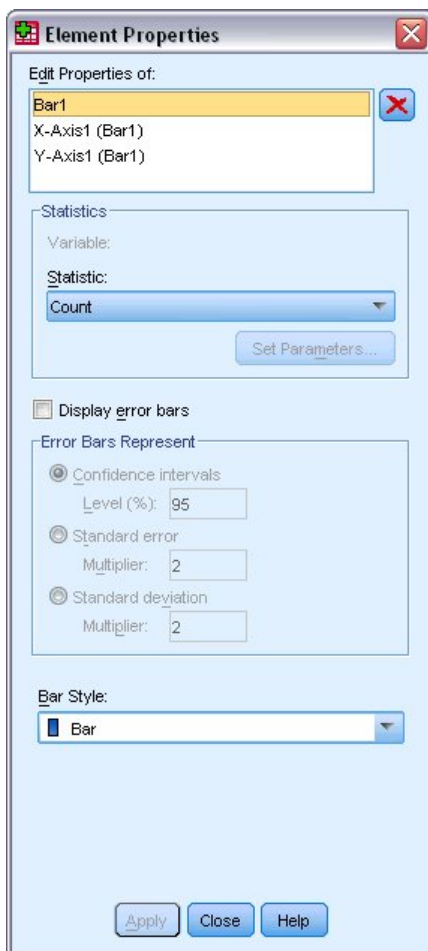 Element Properties
Edit Properties of:
Bar1
X-Axis1 (Bar1)
Y-Axis1 (Bar1)
Statistics
Variable:
Statistic:
Count
Set Parameters...
Display error bars
Error Bars Represent
Confidence intervals
Level (%): 95
Standard error
Multiplier: 2
Standard deviation
Multiplier: 2
Bar Style:
Bar
Apply Close Help